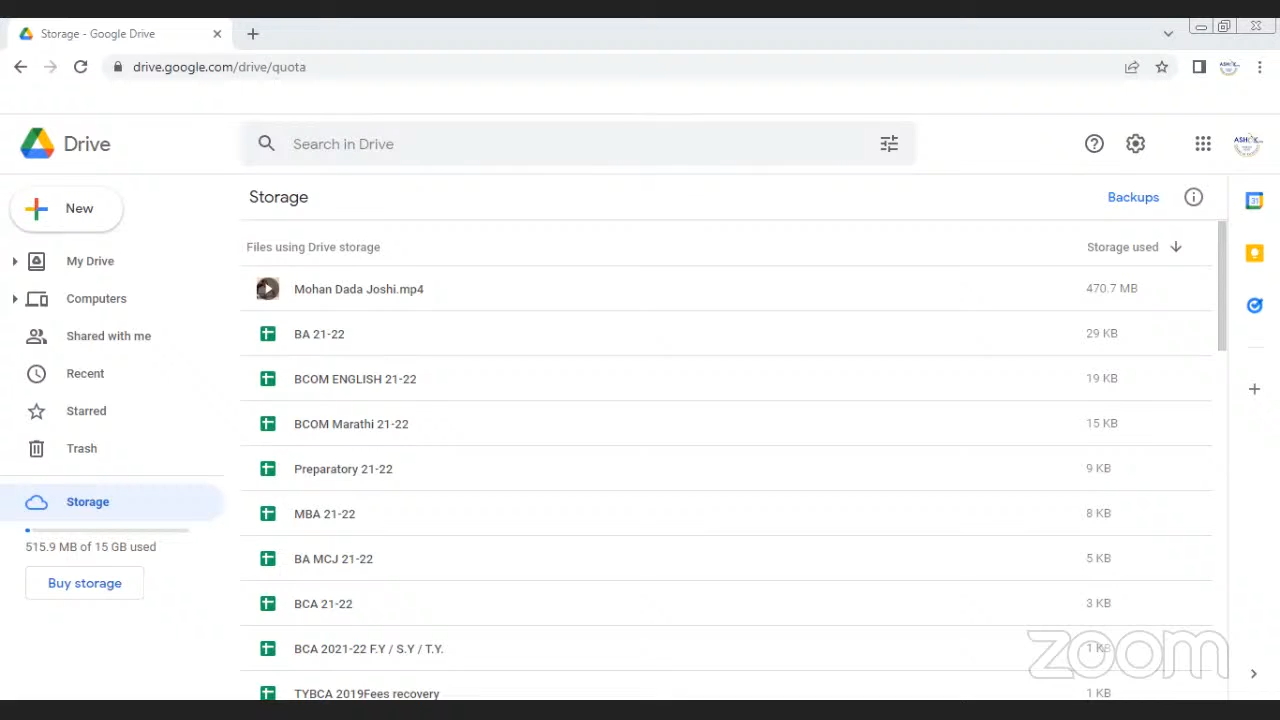 Storage - Google Drive
drive.google.com/drive/quota
Drive
Search in Drive
New
My Drive
Computers
Shared with me
Recent
Starred
Trash
Storage
515.9 MB of 15 GB used
Buy storage
Storage
Backups
Files using Drive storage
Storage used
Mohan Dada Joshi.mp4 470.7 MB
BA 21-22 29 KB
BCOM ENGLISH 21-22 19 KB
BCOM Marathi 21-22 15 KB
Preparatory 21-22 9 KB
MBA 21-22 8 KB
BA MCJ 21-22 5 KB
BCA 21-22 3 KB
BCA 2021-22 F.Y / S.Y / T.Y. 1 KB
TYBCA 2019Fees recovery 1 KB
31
zoom